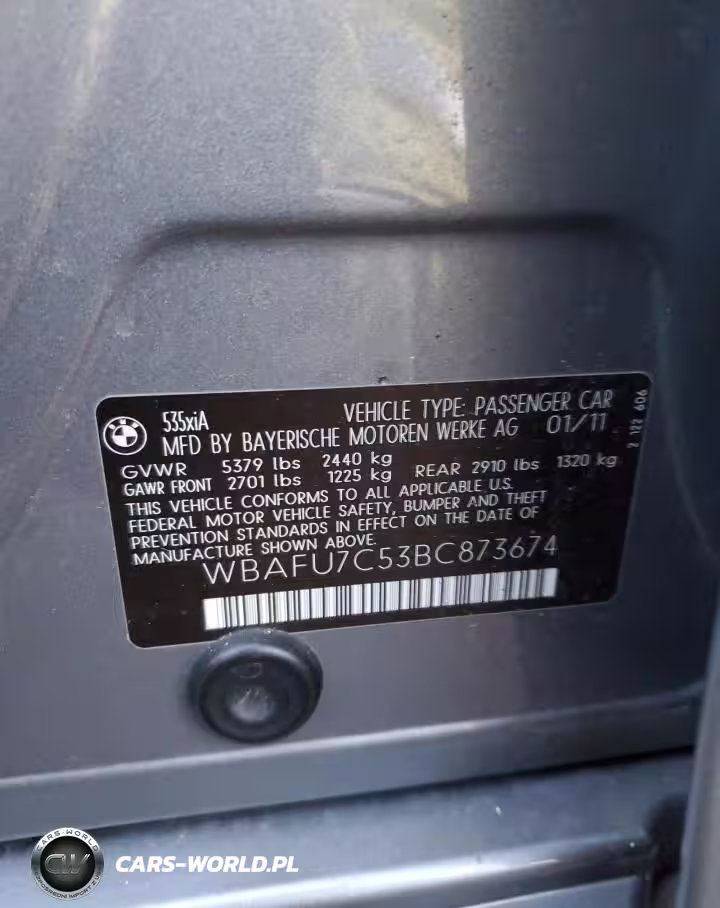 535xiA
VEHICLE TYPE: PASSENGER CAR
MFD BY BAYERISCHE MOTOREN WERKE AG 01/11
GVWR 5379 lbs 2440 kg
GAWR FRONT 2701 lbs 1225 kg REAR 2910 lbs 1320 kg
THIS VEHICLE CONFORMS TO ALL APPLICABLE U.S.
FEDERAL MOTOR VEHICLE SAFETY, BUMPER AND THEFT
PREVENTION STANDARDS IN EFFECT ON THE DATE OF
MANUFACTURE SHOWN ABOVE.
WBAFU7C53BC873674
2 122 606
CARS-WORLD
CARS-WORLD.PL